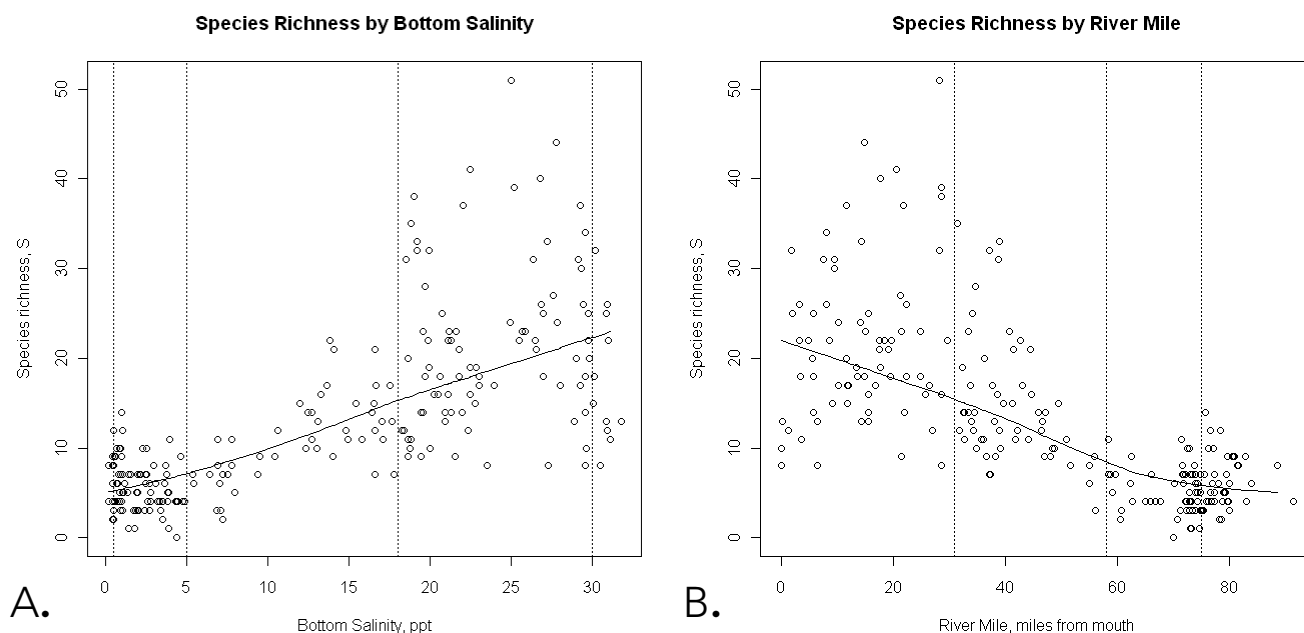 Species Richness by Bottom Salinity
Species richness, S
0 10 20 30 40 50
0 5 10 15 20 25 30
Bottom Salinity, ppt
A.
Species Richness by River Mile
Species richness, S
0 10 20 30 40 50
0 20 40 60 80
River Mile, miles from mouth
B.